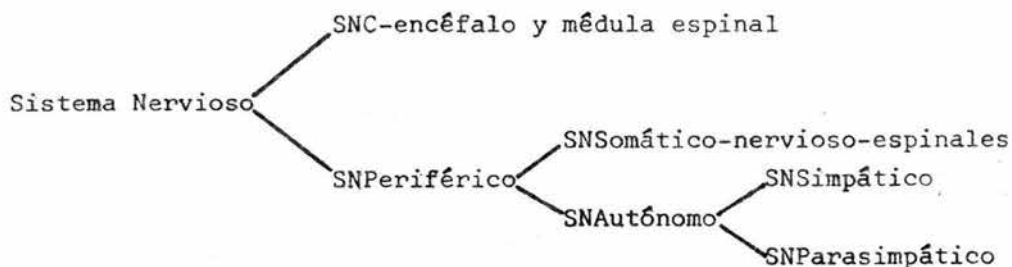 SNC-encéfalo y médula espinal
Sistema Nervioso
SNSomático-nervioso-espinales
SNPeriférico
SNSimpático
SNAutónomo
SNParasimpático